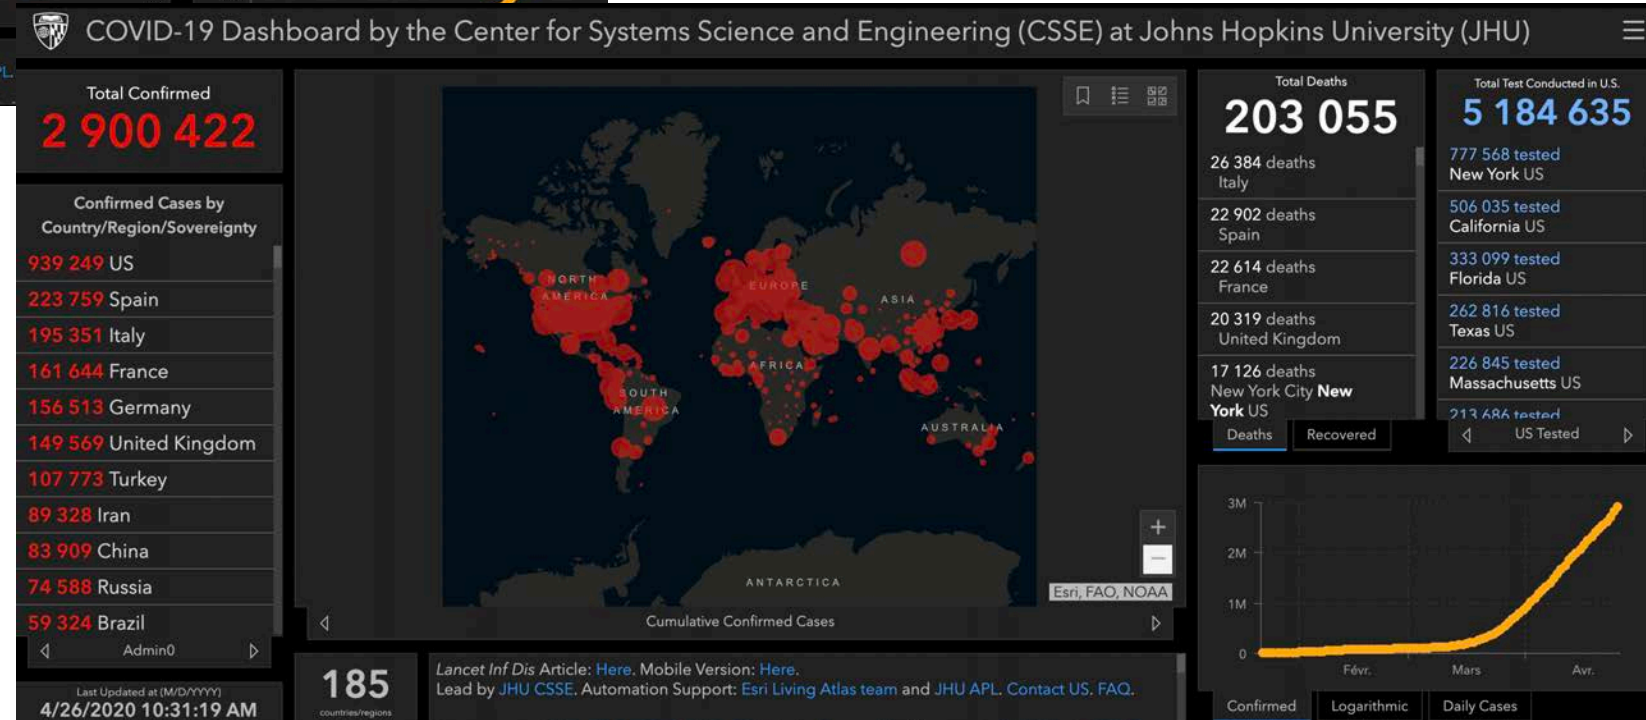 COVID-19 Dashboard by the Center for Systems Science and Engineering (CSSE) at Johns Hopkins University (JHU)
Total Confirmed
2 900 422
Confirmed Cases by
Country/Region/Sovereignty
939 249 US
223 759 Spain
195 351 Italy
161 644 France
156 513 Germany
149 569 United Kingdom
107 773 Turkey
89 328 Iran
83 909 China
74 588 Russia
59 324 Brazil
Admin0
Last Updated at (M/D/YYYY)
4/26/2020 10:31:19 AM
NORTH
AMERICA
EUROPE
ASIA
AFRICA
SOUTH
AMERICA
AUSTRALIA
ANTARCTICA
+
−
Esri, FAO, NOAA
Cumulative Confirmed Cases
185
countries/regions
Lancet Inf Dis Article: Here. Mobile Version: Here.
Lead by JHU CSSE. Automation Support: Esri Living Atlas team and JHU APL. Contact US. FAQ.
Total Deaths
203 055
26 384 deaths
Italy
22 902 deaths
Spain
22 614 deaths
France
20 319 deaths
United Kingdom
17 126 deaths
New York City New
York US
Deaths
Recovered
Total Test Conducted in U.S.
5 184 635
777 568 tested
New York US
506 035 tested
California US
333 099 tested
Florida US
262 816 tested
Texas US
226 845 tested
Massachusetts US
213 686 tested
US Tested
3M
2M
1M
0
Févr.
Mars
Avr.
Confirmed
Logarithmic
Daily Cases